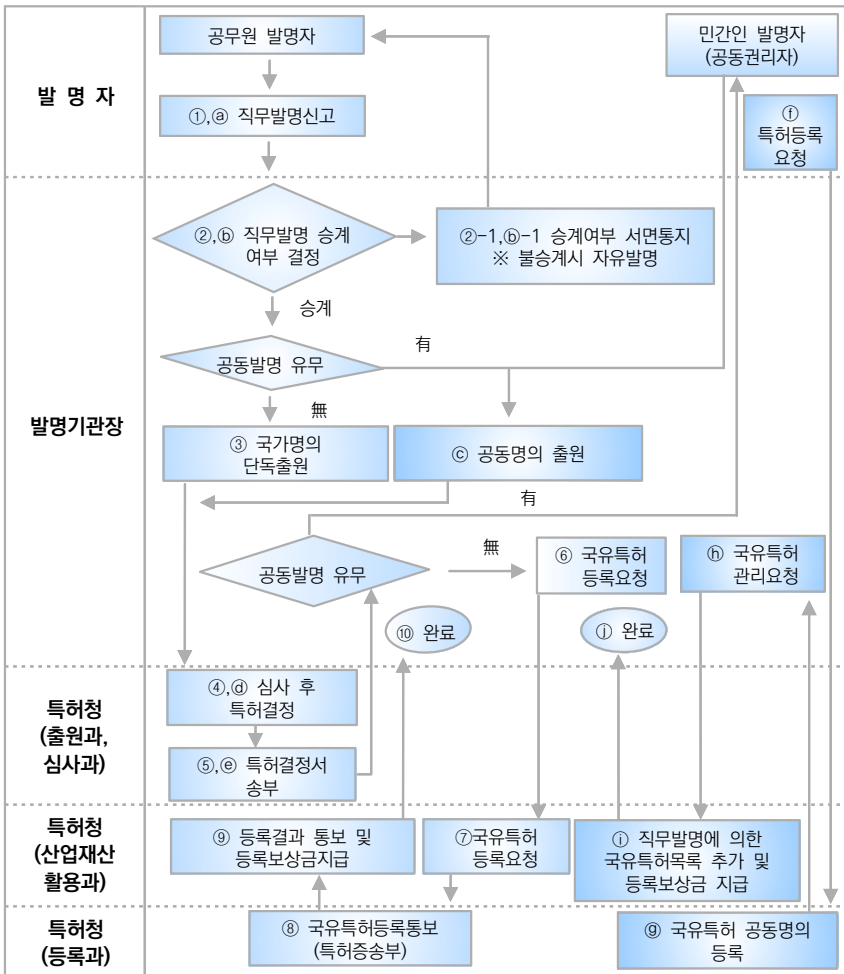 발 명 자
공무원 발명자
민간인 발명자
(공동권리자)
①,ⓐ 직무발명신고
ⓕ
특허등록
요청
발명기관장
②,ⓑ 직무발명 승계
여부 결정
②-1,ⓑ-1 승계여부 서면통지
※ 불승계시 자유발명
승계
공동발명 유무
有
無
③ 국가명의
단독출원
ⓒ 공동명의 출원
有
공동발명 유무
無
⑥ 국유특허
등록요청
ⓗ 국유특허
관리요청
⑩ 완료
ⓙ 완료
특허청
(출원과,
심사과)
④,ⓓ 심사 후
특허결정
⑤,ⓔ 특허결정서
송부
특허청
(산업재산
활용과)
⑨ 등록결과 통보 및
등록보상금지급
⑦국유특허
등록요청
ⓘ 직무발명에 의한
국유특허목록 추가 및
등록보상금 지급
특허청
(등록과)
⑧ 국유특허등록통보
(특허증송부)
ⓖ 국유특허 공동명의
등록